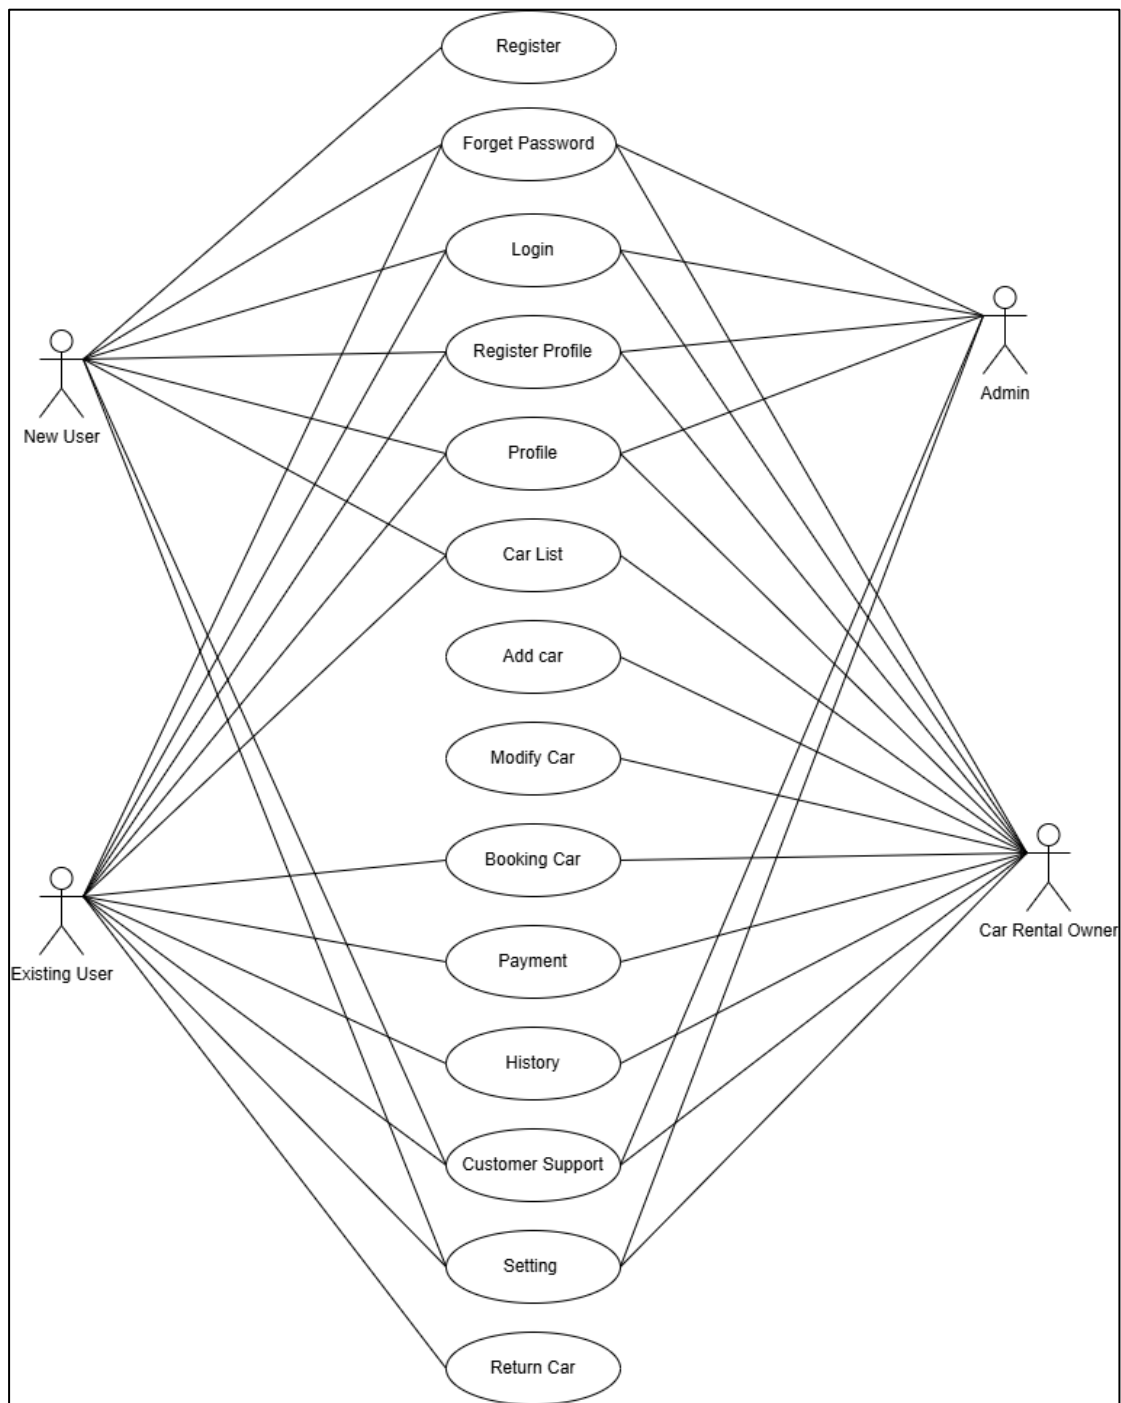 Register
Forget Password
Login
Register Profile
Admin
New User
Profile
Car List
Add car
Modify Car
Booking Car
Car Rental Owner
Payment
Existing User
History
Customer Support
Setting
Return Car